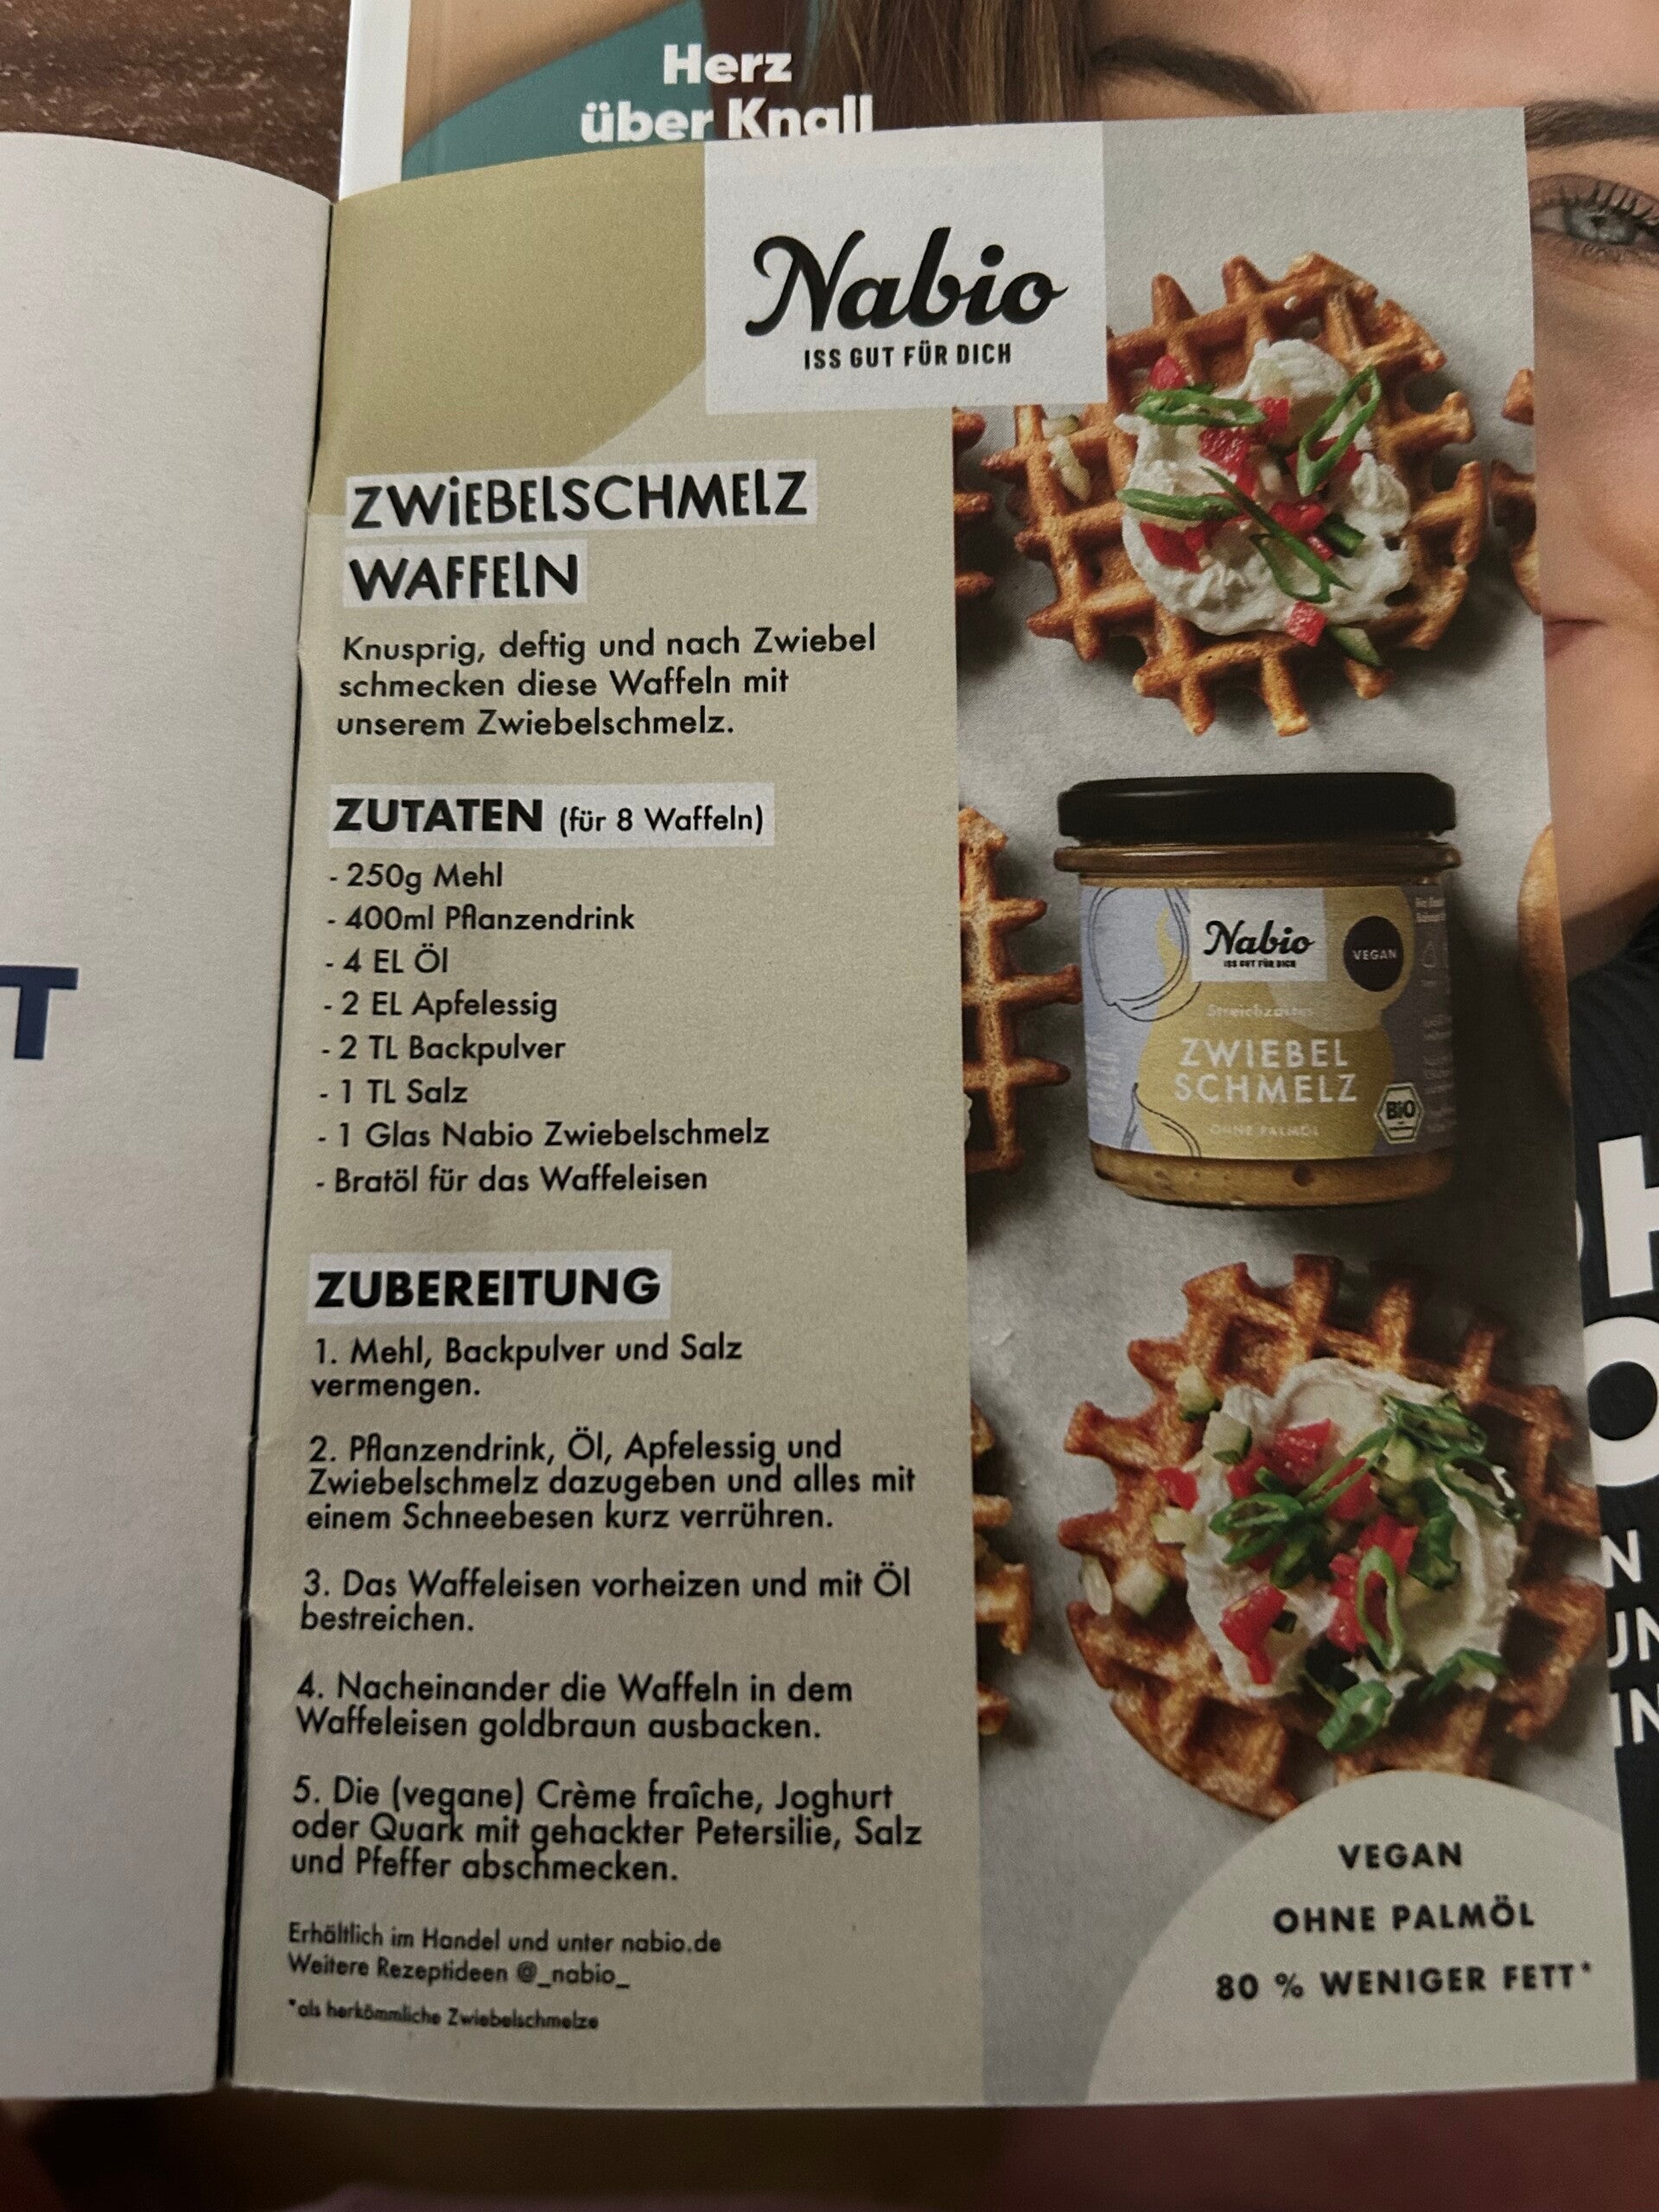 Herz
über Knall
Nabio
ISS GUT FÜR DICH
ZWIEBELSCHMELZ
WAFFELN
Knusprig, deftig und nach Zwiebel
schmecken diese Waffeln mit
unserem Zwiebelschmelz.
ZUTATEN (für 8 Waffeln)
- 250g Mehl
- 400ml Pflanzendrink
- 4 EL Öl
- 2 EL Apfelessig
- 2 TL Backpulver
- 1 TL Salz
- 1 Glas Nabio Zwiebelschmelz
- Bratöl für das Waffeleisen
ZUBEREITUNG
1. Mehl, Backpulver und Salz
vermengen.
2. Pflanzendrink, Öl, Apfelessig und
Zwiebelschmelz dazugeben und alles mit
einem Schneebesen kurz verrühren.
3. Das Waffeleisen vorheizen und mit Öl
bestreichen.
4. Nacheinander die Waffeln in dem
Waffeleisen goldbraun ausbacken.
5. Die (vegane) Crème fraîche, Joghurt
oder Quark mit gehackter Petersilie, Salz
und Pfeffer abschmecken.
Erhältlich im Handel und unter nabio.de
Weitere Rezeptideen @_nabio_
*als herkömmliche Zwiebelschmelze
Nabio
ISS GUT FÜR DICH
VEGAN
Streichzartes
ZWIEBEL
SCHMELZ
OHNE PALMÖL
BIO
VEGAN
OHNE PALMÖL
80 % WENIGER FETT*
T